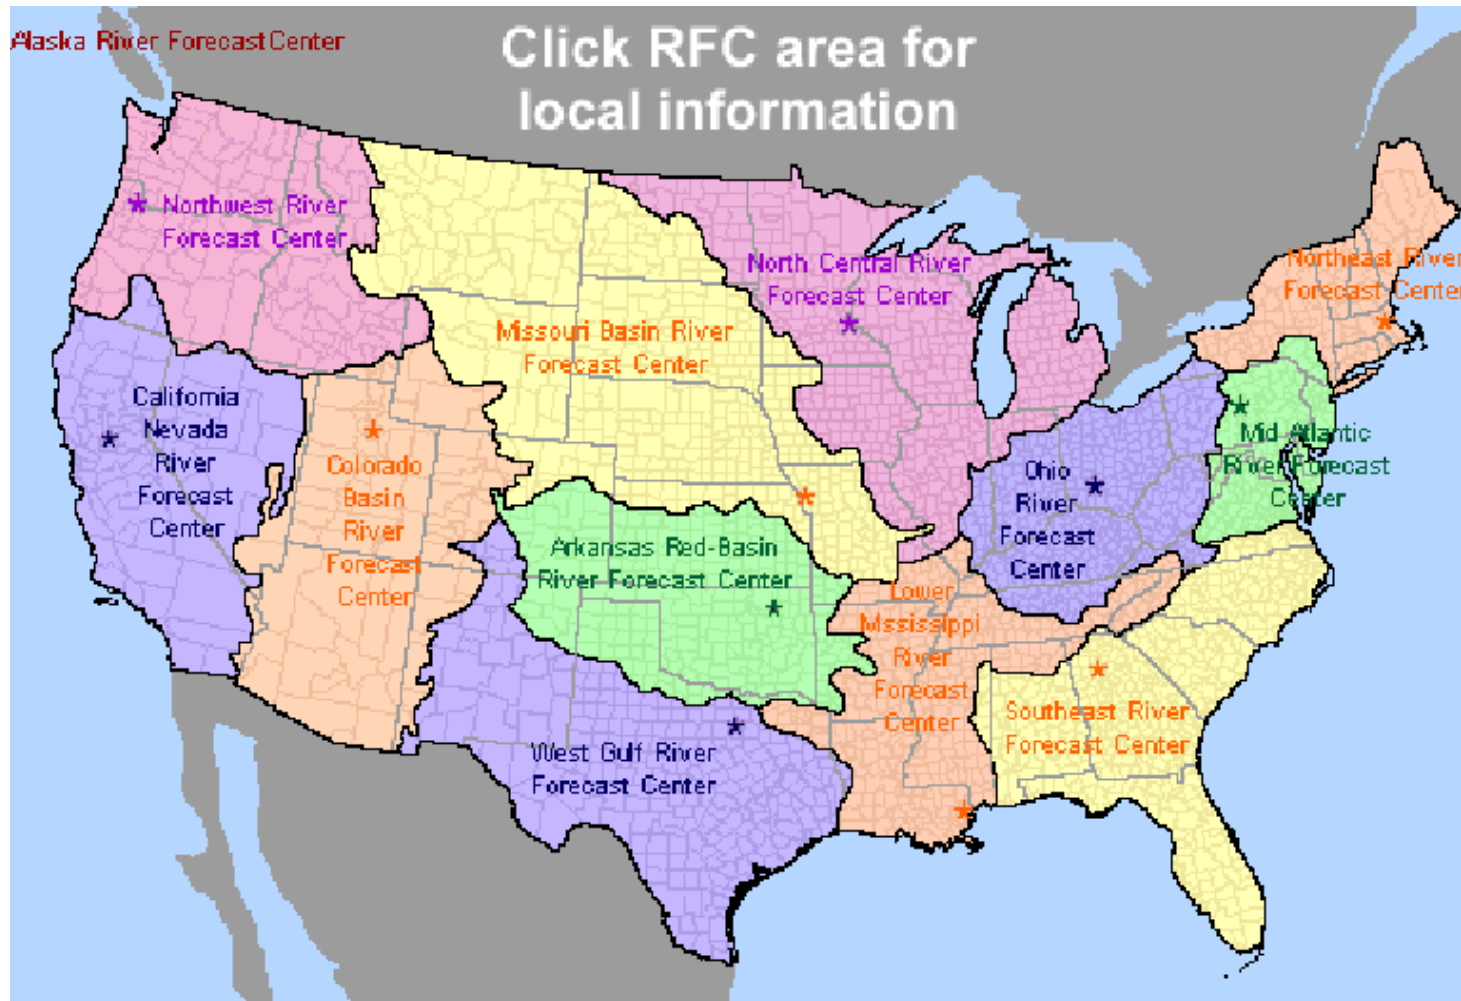 Alaska River Forecast Center
Click RFC area for
local information
Northwest River
Forecast Center
North Central River
Forecast Center
Northeast River
Forecast Center
Missouri Basin River
Forecast Center
California
Nevada
River
Forecast
Center
Colorado
Basin
River
Forecast
Center
Mid Atlantic
River Forecast
Center
Ohio
River
Forecast
Center
Arkansas Red-Basin
River Forecast Center
Lower
Mississippi
River
Forecast
Center
Southeast River
Forecast Center
West Gulf River
Forecast Center